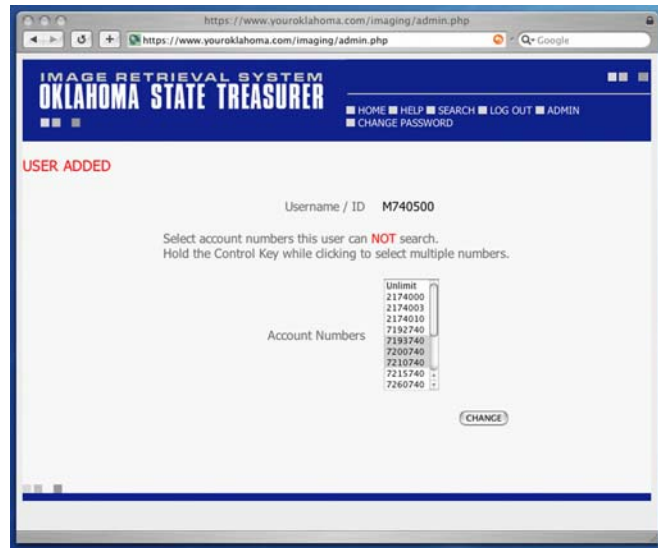 https://www.youroklahoma.com/imaging/admin.php
https://www.youroklahoma.com/imaging/admin.php
Q- Google
IMAGE RETRIEVAL SYSTEM
OKLAHOMA STATE TREASURER
HOME HELP SEARCH LOG OUT ADMIN
CHANGE PASSWORD
USER ADDED
Username / ID M740500
Select account numbers this user can NOT search.
Hold the Control Key while clicking to select multiple numbers.
Account Numbers
Unlimit
2174000
2174003
2174010
7192740
7193740
7200740
7210740
7215740
7260740
CHANGE